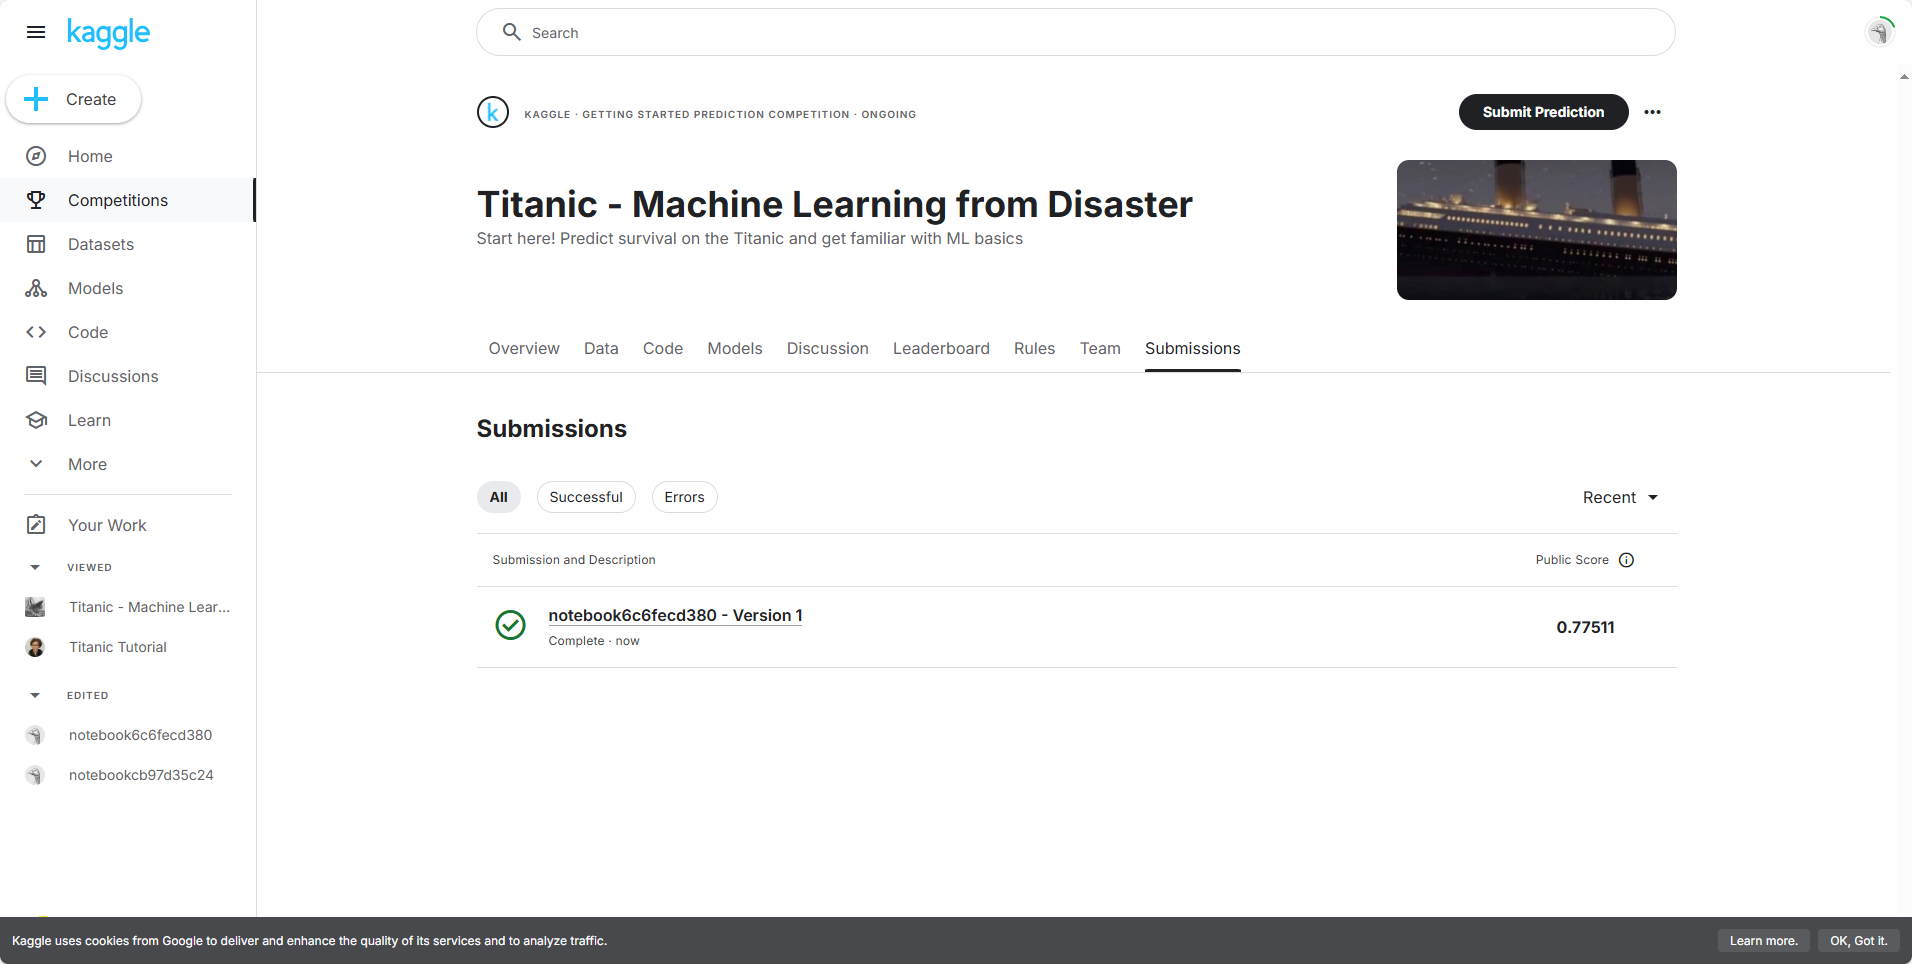 kaggle
Search
Create
Home
Competitions
Datasets
Models
Code
Discussions
Learn
More
Your Work
VIEWED
Titanic - Machine Lear...
Titanic Tutorial
EDITED
notebook6c6fecd380
notebookcb97d35c24
k
KAGGLE · GETTING STARTED PREDICTION COMPETITION · ONGOING
Submit Prediction
Titanic - Machine Learning from Disaster
Start here! Predict survival on the Titanic and get familiar with ML basics
Overview Data Code Models Discussion Leaderboard Rules Team Submissions
Submissions
All Successful Errors Recent
Submission and Description Public Score
notebook6c6fecd380 - Version 1
Complete · now
0.77511
Kaggle uses cookies from Google to deliver and enhance the quality of its services and to analyze traffic.
Learn more. OK, Got it.